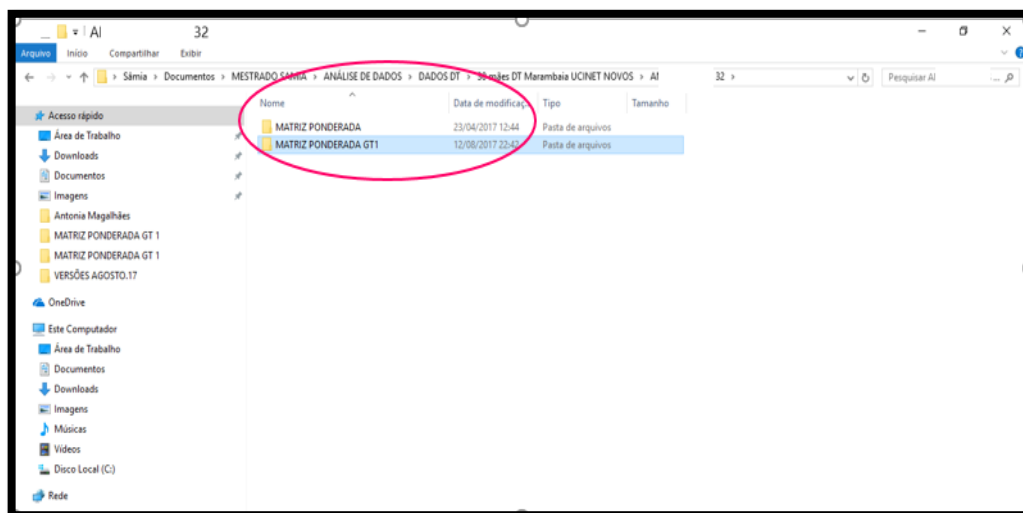 Al 32
Arquivo Início Compartilhar Exibir
Sâmia > Documentos > MESTRADO SAMIA > ANÁLISE DE DADOS > DADOS DT > 30 mães DT Marambaia UCINET NOVOS > Al 32 > Pesquisar Al
Nome Data de modificaç... Tipo Tamanho
MATRIZ PONDERADA 23/04/2017 12:44 Pasta de arquivos
MATRIZ PONDERADA GT1 12/08/2017 22:42 Pasta de arquivos
Acesso rápido
Área de Trabalho
Downloads
Documentos
Imagens
Antonia Magalhães
MATRIZ PONDERADA GT 1
MATRIZ PONDERADA GT 1
VERSÕES AGOSTO.17
OneDrive
Este Computador
Área de Trabalho
Documentos
Downloads
Imagens
Músicas
Vídeos
Disco Local (C:)
Rede